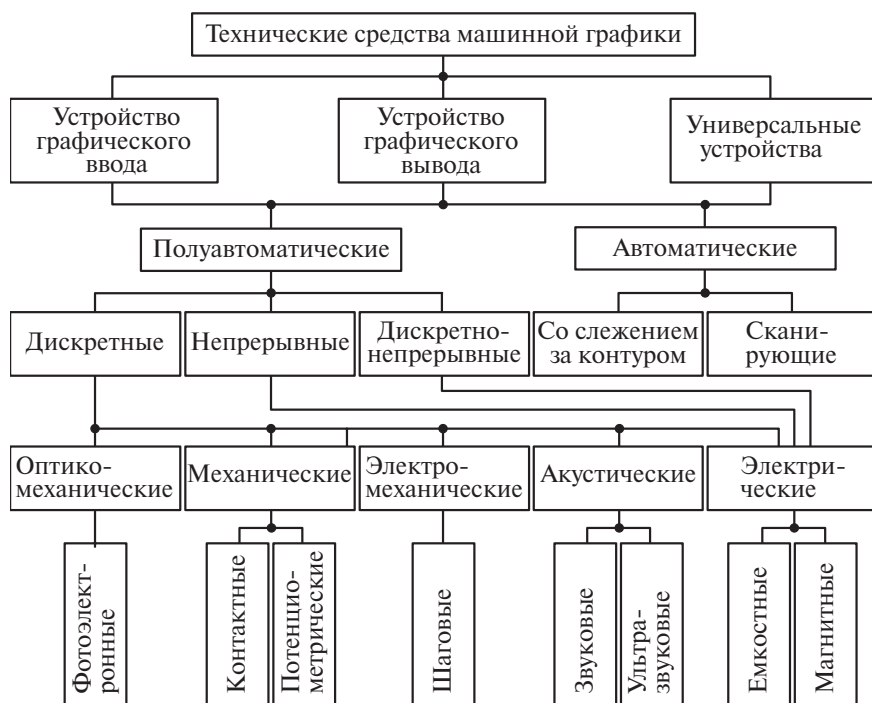 Технические средства машинной графики
Устройство
графического
ввода
Устройство
графического
вывода
Универсальные
устройства
Полуавтоматические
Автоматические
Дискретные
Непрерывные
Дискретно-
непрерывные
Со слежением
за контуром
Скани-
рующие
Оптико-
механические
Механические
Электро-
механические
Акустические
Электри-
ческие
Фотоэлект-
ронные
Контактные
Потенцио-
метрические
Шаговые
Звуковые
Ультра-
звуковые
Емкостные
Магнитные